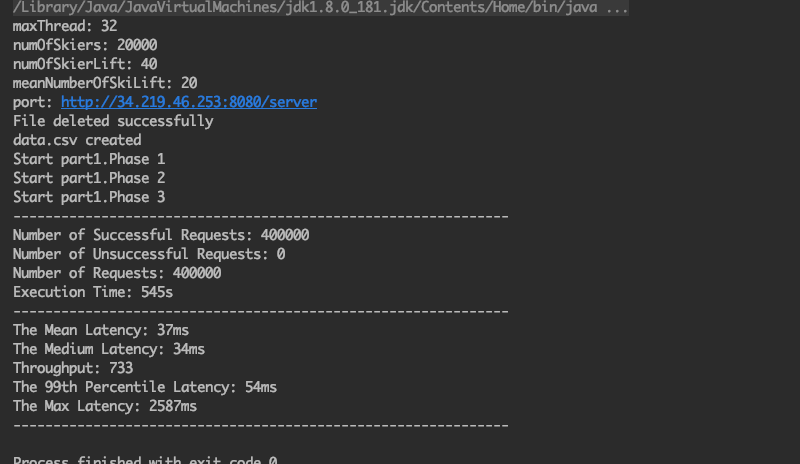 /Library/Java/JavaVirtualMachines/jdk1.8.0_181.jdk/Contents/Home/bin/java ...
maxThread: 32
numOfSkiers: 20000
numOfSkierLift: 40
meanNumberOfSkiLift: 20
port: http://34.219.46.253:8080/server
File deleted successfully
data.csv created
Start part1.Phase 1
Start part1.Phase 2
Start part1.Phase 3
---------------------------------------------------------------
Number of Successful Requests: 400000
Number of Unsuccessful Requests: 0
Number of Requests: 400000
Execution Time: 545s
---------------------------------------------------------------
The Mean Latency: 37ms
The Medium Latency: 34ms
Throughput: 733
The 99th Percentile Latency: 54ms
The Max Latency: 2587ms
---------------------------------------------------------------
Process finished with exit code 0